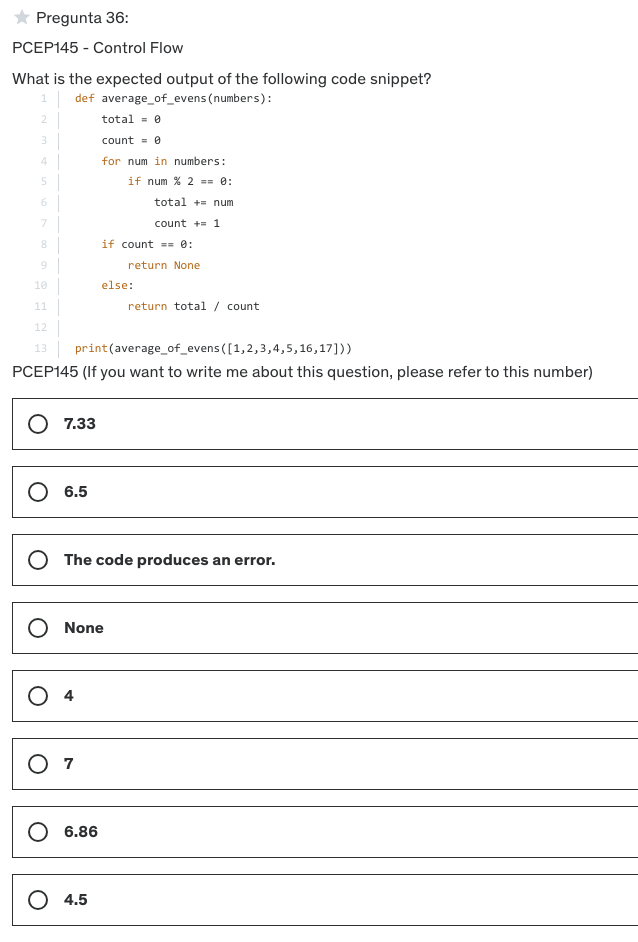 Pregunta 36:
PCEP145 - Control Flow
What is the expected output of the following code snippet?
1 def average_of_evens(numbers):
2     total = 0
3     count = 0
4     for num in numbers:
5         if num % 2 == 0:
6             total += num
7             count += 1
8     if count == 0:
9         return None
10     else:
11         return total / count
12
13 print(average_of_evens([1,2,3,4,5,16,17]))
PCEP145 (If you want to write me about this question, please refer to this number)
7.33
6.5
The code produces an error.
None
4
7
6.86
4.5